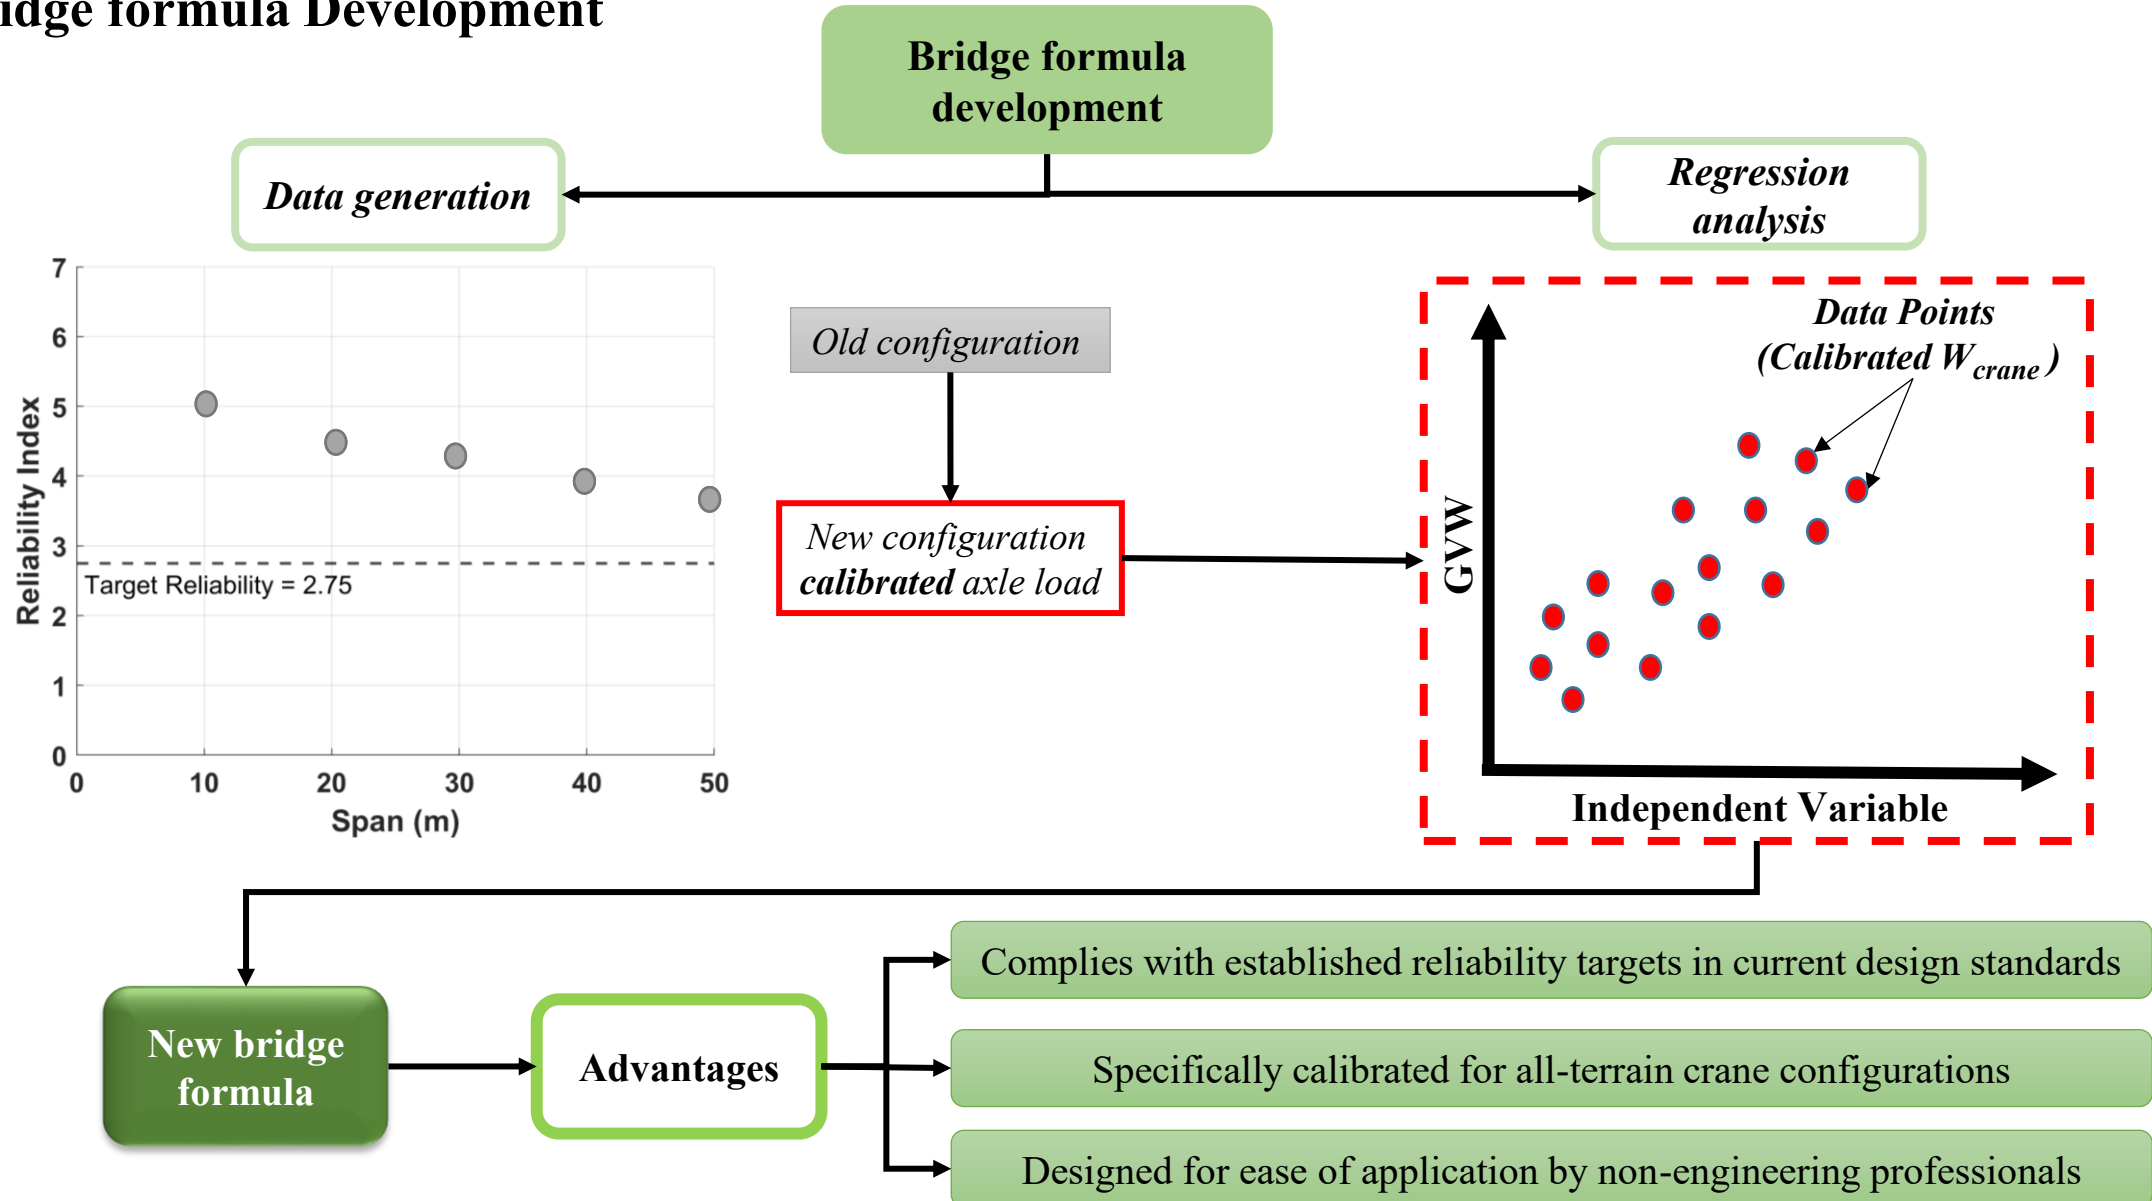 idge formula Development
Bridge formula
development
Data generation
Regression
analysis
7
6
5
4
3
2
1
0
Reliability Index
Target Reliability = 2.75
0 10 20 30 40 50
Span (m)
Old configuration
New configuration
calibrated axle load
Data Points
(Calibrated Wcrane )
GVW
Independent Variable
New bridge
formula
Advantages
Complies with established reliability targets in current design standards
Specifically calibrated for all-terrain crane configurations
Designed for ease of application by non-engineering professionals